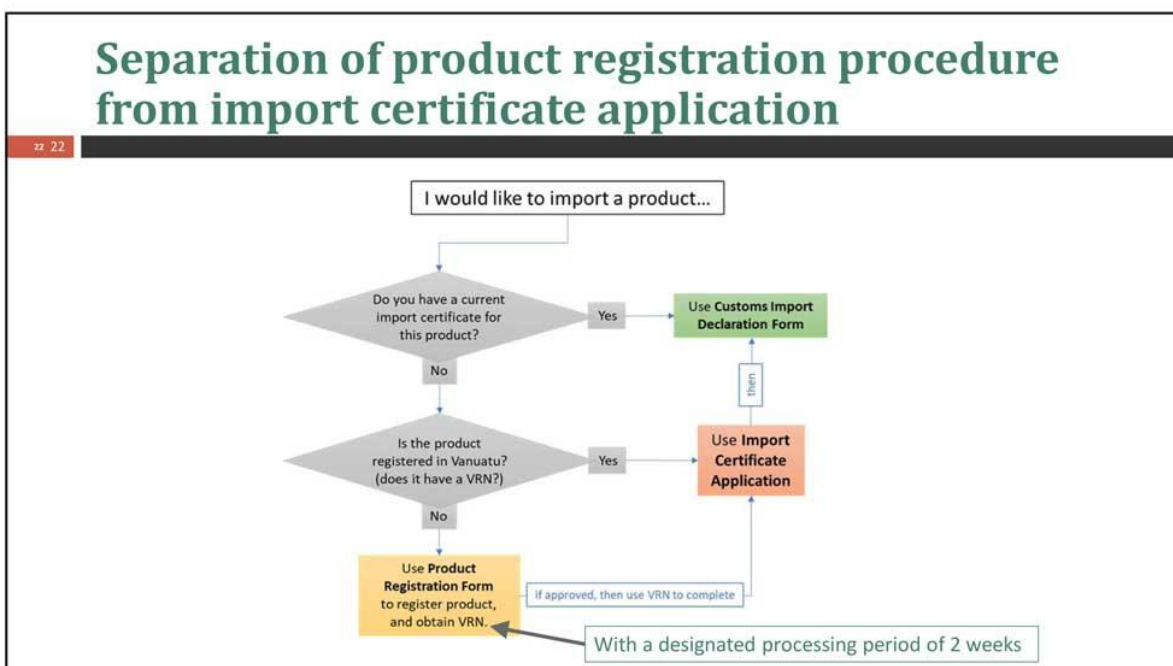 Separation of product registration procedure
from import certificate application
22 22
I would like to import a product...
Do you have a current
import certificate for
this product?
Yes
Use Customs Import
Declaration Form
No
then
Is the product
registered in Vanuatu?
(does it have a VRN?)
Yes
Use Import
Certificate
Application
No
Use Product
Registration Form
to register product,
and obtain VRN.
if approved, then use VRN to complete
With a designated processing period of 2 weeks